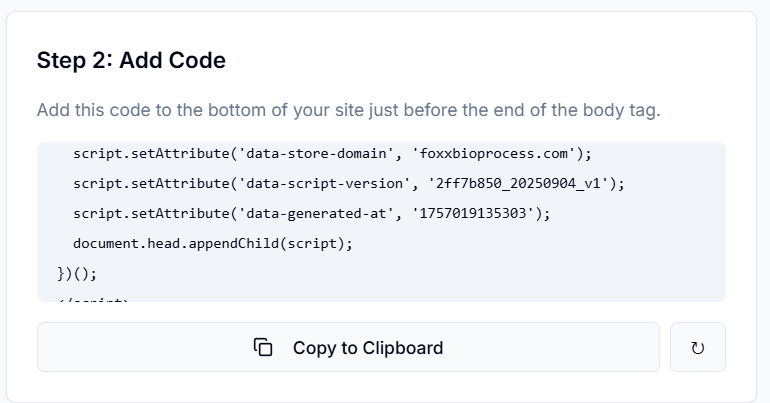 Step 2: Add Code
Add this code to the bottom of your site just before the end of the body tag.
script.setAttribute('data-store-domain', 'foxxbioprocess.com');
script.setAttribute('data-script-version', '2ff7b850_20250904_v1');
script.setAttribute('data-generated-at', '1757019135303');
document.head.appendChild(script);
})();
Copy to Clipboard